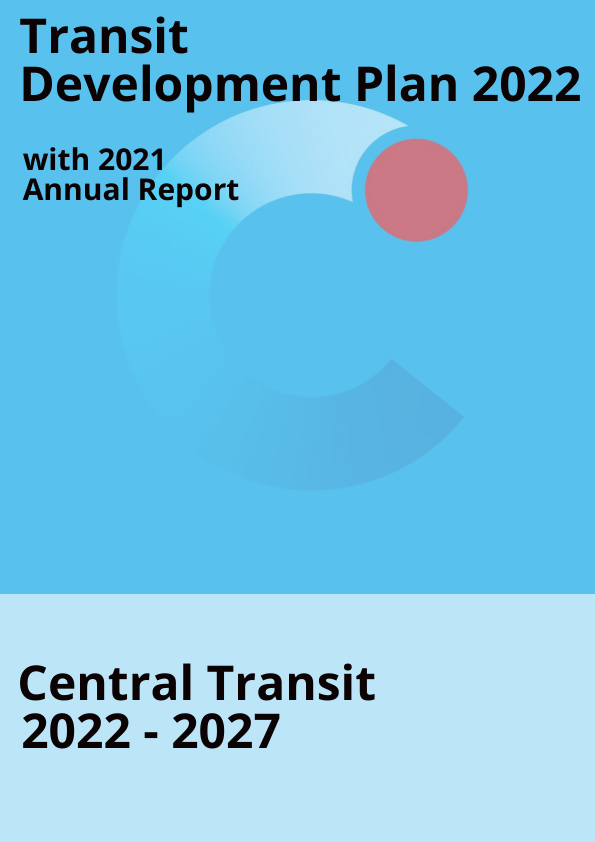 Transit
Development Plan 2022
with 2021
Annual Report
Central Transit
2022 - 2027